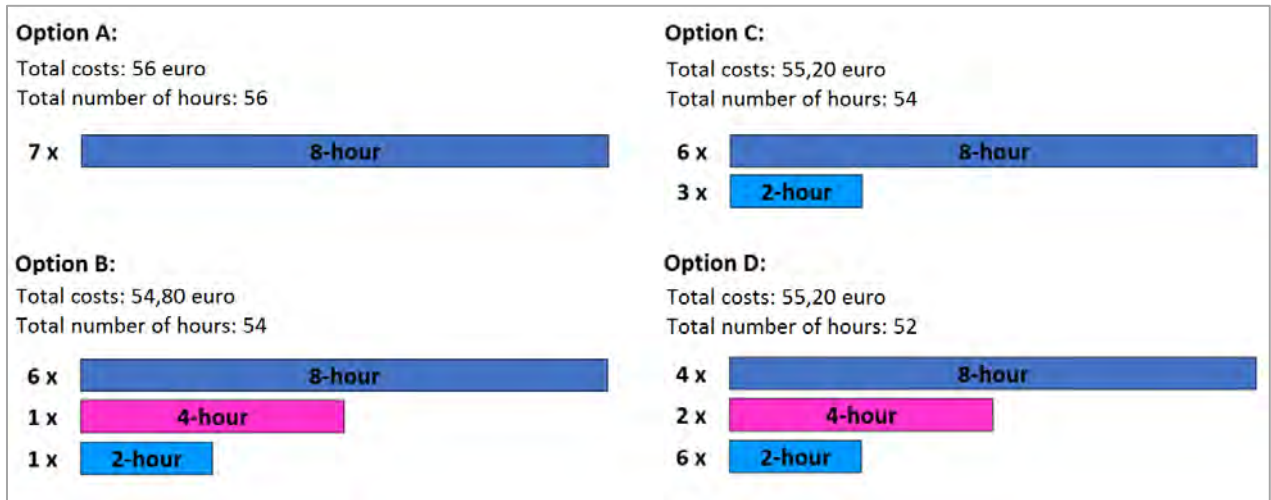 Option A:
Total costs: 56 euro
Total number of hours: 56
7 x 8-hour
Option B:
Total costs: 54,80 euro
Total number of hours: 54
6 x 8-hour
1 x 4-hour
1 x 2-hour
Option C:
Total costs: 55,20 euro
Total number of hours: 54
6 x 8-hour
3 x 2-hour
Option D:
Total costs: 55,20 euro
Total number of hours: 52
4 x 8-hour
2 x 4-hour
6 x 2-hour